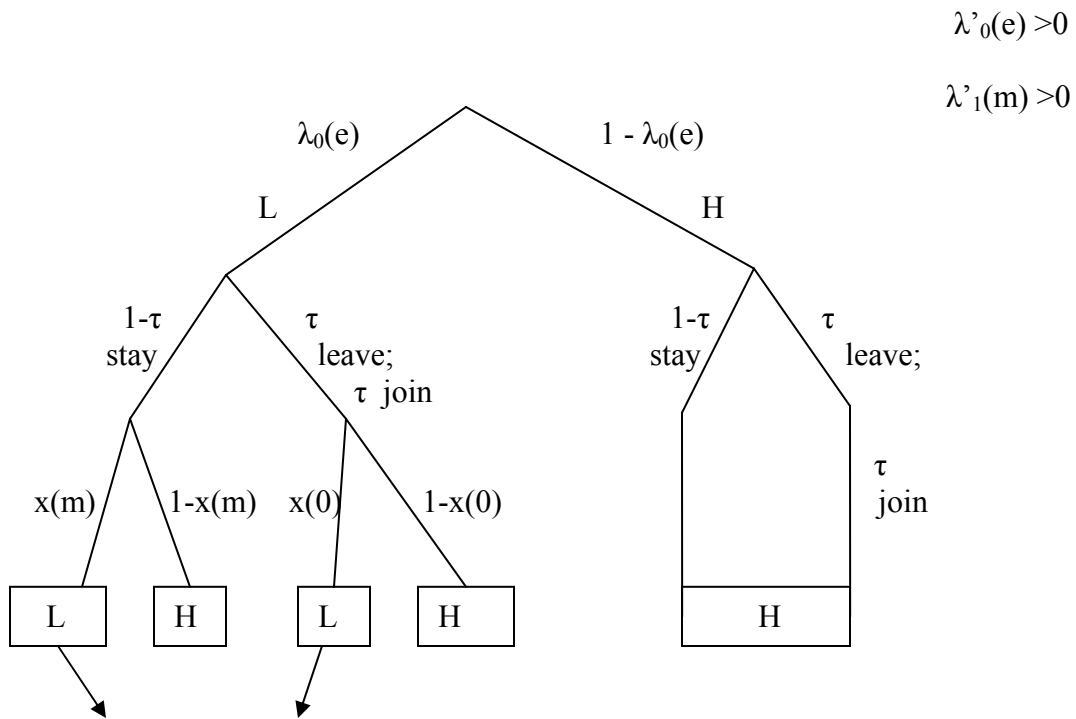 λ’₀(e) >0
λ’₁(m) >0
λ₀(e) 1 - λ₀(e)
L H
1-τ τ 1-τ τ
stay leave; stay leave;
τ join
τ
join
x(m) 1-x(m) x(0) 1-x(0)
L H L H H